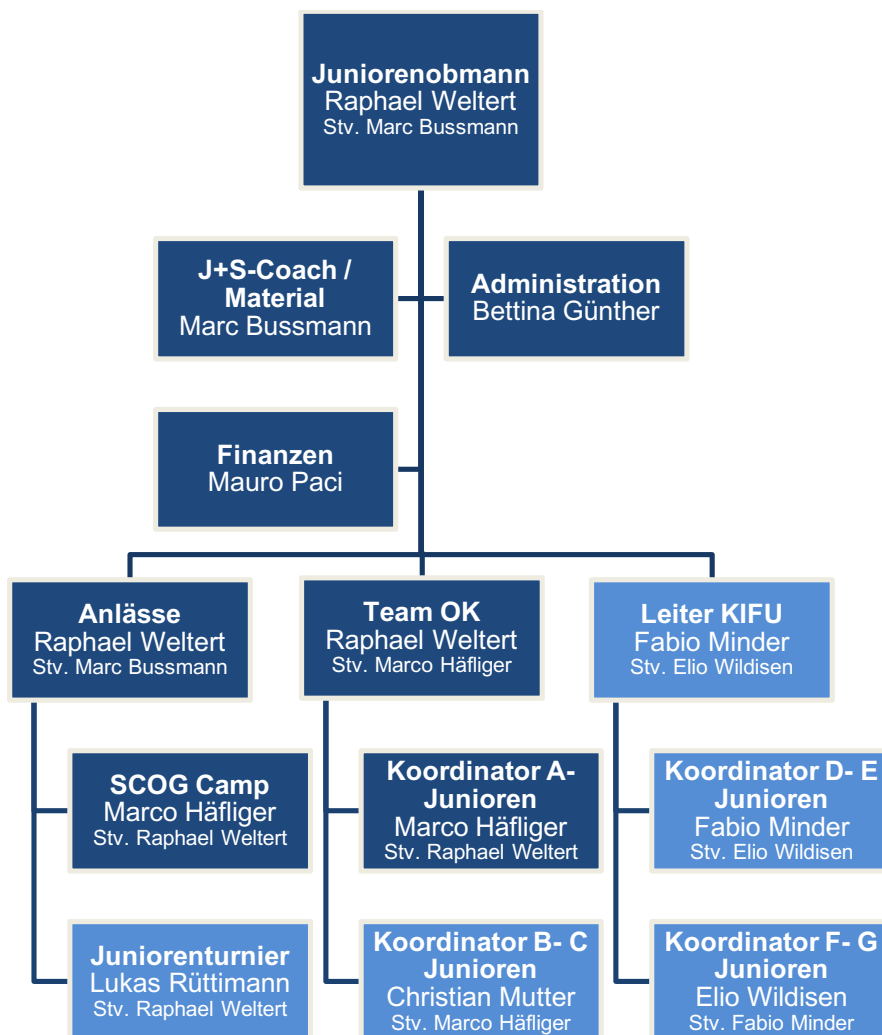 Juniorenobmann
Raphael Weltert
Stv. Marc Bussmann
J+S-Coach /
Material
Marc Bussmann
Administration
Bettina Günther
Finanzen
Mauro Paci
Anlässe
Raphael Weltert
Stv. Marc Bussmann
Team OK
Raphael Weltert
Stv. Marco Häfliger
Leiter KIFU
Fabio Minder
Stv. Elio Wildisen
SCOG Camp
Marco Häfliger
Stv. Raphael Weltert
Koordinator A-
Junioren
Marco Häfliger
Stv. Raphael Weltert
Koordinator D- E
Junioren
Fabio Minder
Stv. Elio Wildisen
Juniorenturnier
Lukas Rüttimann
Stv. Raphael Weltert
Koordinator B- C
Junioren
Christian Mutter
Stv. Marco Häfliger
Koordinator F- G
Junioren
Elio Wildisen
Stv. Fabio Minder